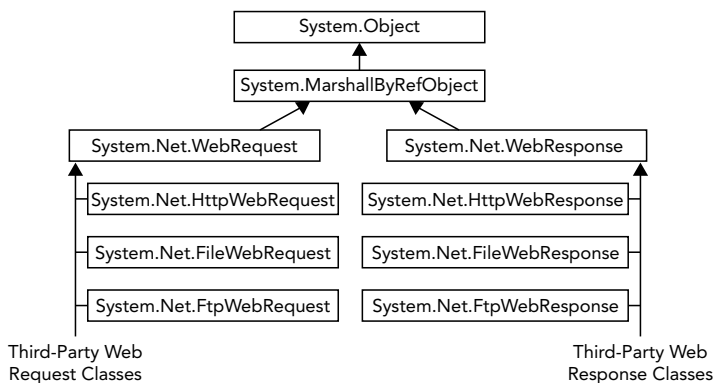 System.Object
System.MarshallByRefObject
System.Net.WebRequest
System.Net.WebResponse
System.Net.HttpWebRequest
System.Net.HttpWebResponse
System.Net.FileWebRequest
System.Net.FileWebResponse
System.Net.FtpWebRequest
System.Net.FtpWebResponse
Third-Party Web
Request Classes
Third-Party Web
Response Classes